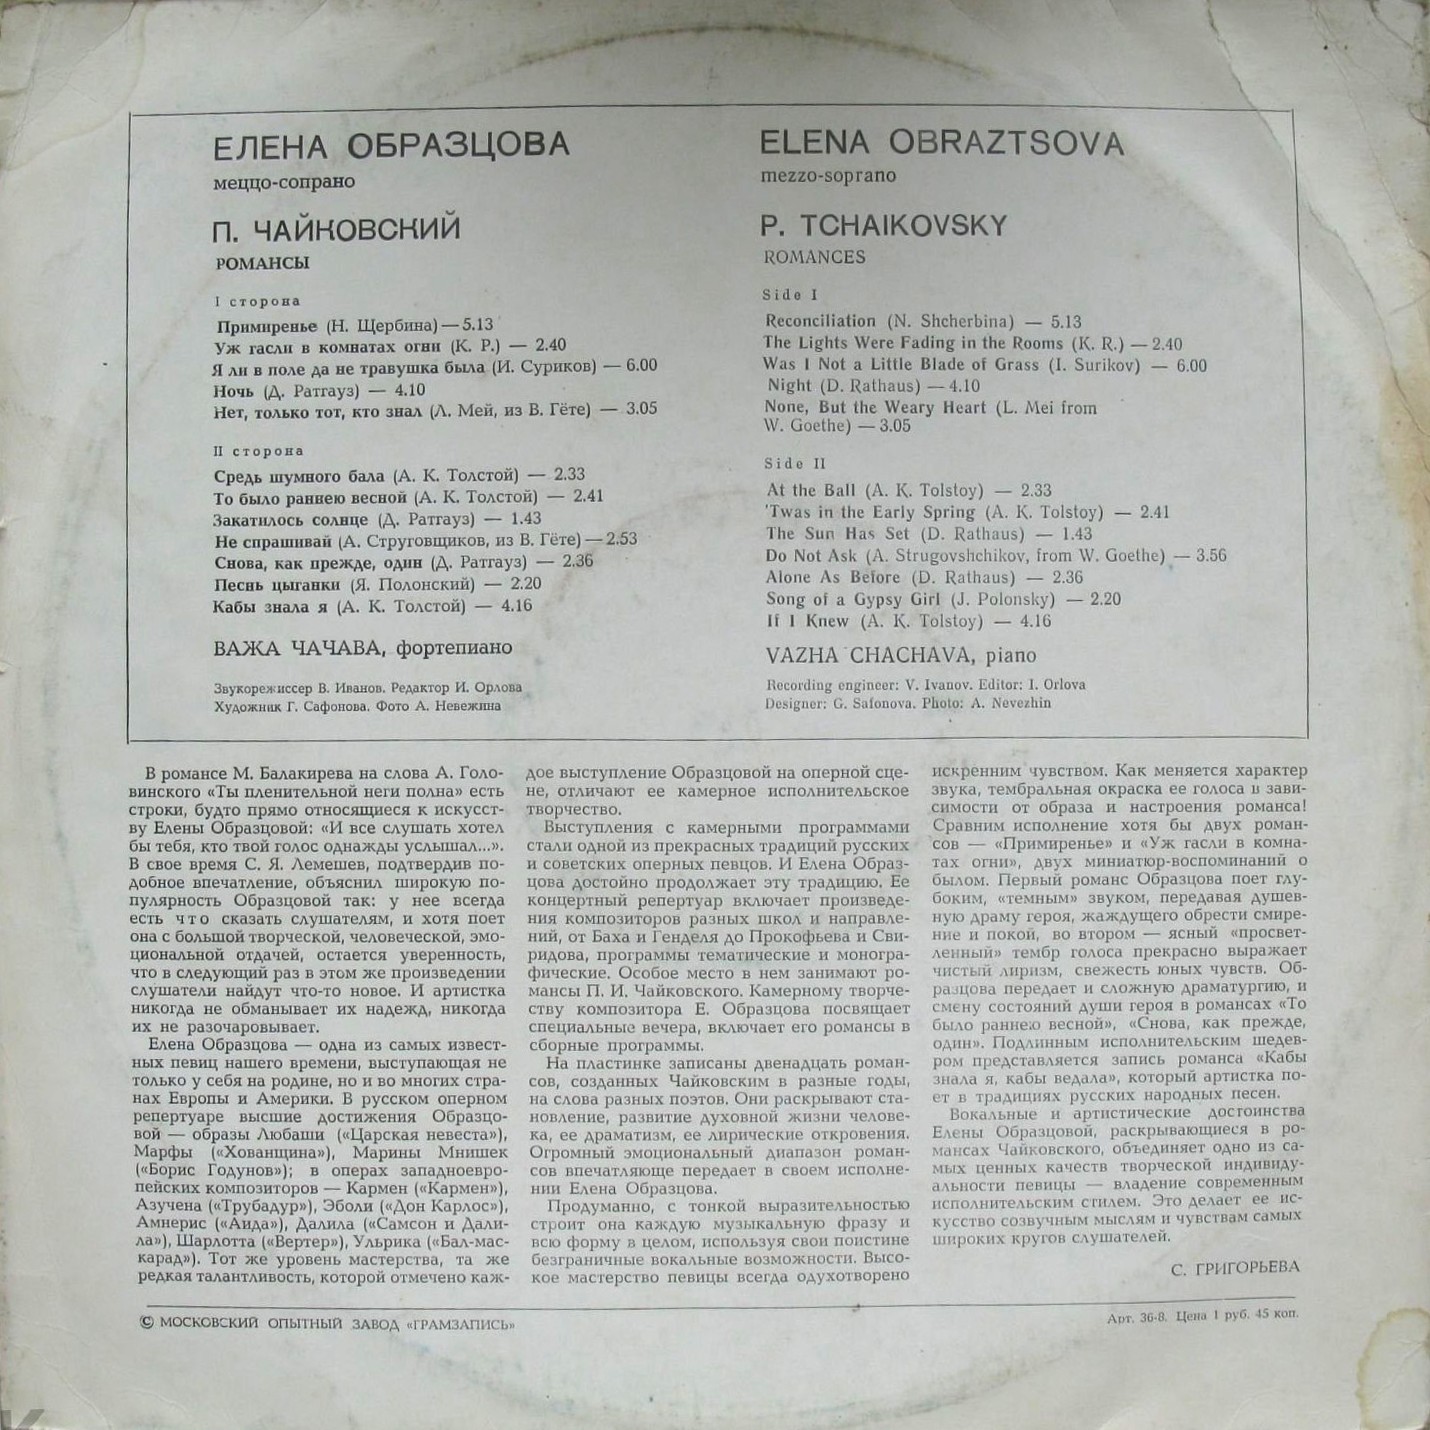 ЕЛЕНА ОБРАЗЦОВА
меццо-сопрано
П. ЧАЙКОВСКИЙ
РОМАНСЫ
I сторона
Примиренье (Н. Щербина) — 5.13
Уж гасли в комнатах огни (К. Р.) — 2.40
Я ли в поле да не травушка была (И. Суриков) — 6.00
Ночь (Д. Ратгауз) — 4.10
Нет, только тот, кто знал (Л. Мей, из В. Гёте) — 3.05
II сторона
Средь шумного бала (А. К. Толстой) — 2.33
То было раннею весной (А. К. Толстой) — 2.41
Закатилось солнце (Д. Ратгауз) — 1.43
Не спрашивай (А. Струговщиков, из В. Гёте) — 2.53
Снова, как прежде, один (Д. Ратгауз) — 2.36
Песнь цыганки (Я. Полонский) — 2.20
Кабы знала я (А. К. Толстой) — 4.16
ВАЖА ЧАЧАВА, фортепиано
Звукорежиссер В. Иванов. Редактор И. Орлова
Художник Г. Сафонова. Фото А. Невежина
ELENA OBRAZTSOVA
mezzo-soprano
P. TCHAIKOVSKY
ROMANCES
Side I
Reconciliation (N. Shcherbina) — 5.13
The Lights Were Fading in the Rooms (K. R.) — 2.40
Was I Not a Little Blade of Grass (I. Surikov) — 6.00
Night (D. Rathaus) — 4.10
None, But the Weary Heart (L. Mei from
W. Goethe) — 3.05
Side II
At the Ball (A. K. Tolstoy) — 2.33
'Twas in the Early Spring (A. K. Tolstoy) — 2.41
The Sun Has Set (D. Rathaus) — 1.43
Do Not Ask (A. Strugovshchikov, from W. Goethe) — 3.56
Alone As Before (D. Rathaus) — 2.36
Song of a Gypsy Girl (J. Polonsky) — 2.20
If I Knew (A. K. Tolstoy) — 4.16
VAZHA CHACHAVA, piano
Recording engineer: V. Ivanov. Editor: I. Orlova
Designer: G. Safonova. Photo: A. Nevezhin
В романсе М. Балакирева на слова А. Голо-
винского «Ты пленительной неги полна» есть
строки, будто прямо относящиеся к искусст-
ву Елены Образцовой: «И все слушать хотел
бы тебя, кто твой голос однажды услышал...».
В свое время С. Я. Лемешев, подтвердив по-
добное впечатление, объяснил широкую по-
пулярность Образцовой так: у нее всегда
есть что сказать слушателям, и хотя поет
она с большой творческой, человеческой, эмо-
циональной отдачей, остается уверенность,
что в следующий раз в этом же произведении
слушатели найдут что-то новое. И артистка
никогда не обманывает их надежд, никогда
их не разочаровывает.
Елена Образцова — одна из самых извест-
ных певиц нашего времени, выступающая не
только у себя на родине, но и во многих стра-
нах Европы и Америки. В русском оперном
репертуаре высшие достижения Образцо-
вой — образы Любаши («Царская невеста»),
Марфы («Хованщина»), Марины Мнишек
(«Борис Годунов»); в операх западноевро-
пейских композиторов — Кармен («Кармен»),
Азучена («Трубадур»), Эболи («Дон Карлос»),
Амнерис («Аида»), Далила («Самсон и Дали-
ла»), Шарлотта («Вертер»), Ульрика («Бал-мас-
карад»). Тот же уровень мастерства, та же
редкая талантливость, которой отмечено каж-
дое выступление Образцовой на оперной сце-
не, отличают ее камерное исполнительское
творчество.
Выступления с камерными программами
стали одной из прекрасных традиций русских
и советских оперных певцов. И Елена Образ-
цова достойно продолжает эту традицию. Ее
концертный репертуар включает произведе-
ния композиторов разных школ и направле-
ний, от Баха и Генделя до Прокофьева и Сви-
ридова, программы тематические и моногра-
фические. Особое место в нем занимают ро-
мансы П. И. Чайковского. Камерному творче-
ству композитора Е. Образцова посвящает
специальные вечера, включает его романсы в
сборные программы.
На пластинке записаны двенадцать роман-
сов, созданных Чайковским в разные годы,
на слова разных поэтов. Они раскрывают ста-
новление, развитие духовной жизни челове-
ка, ее драматизм, ее лирические откровения.
Огромный эмоциональный диапазон роман-
сов впечатляюще передает в своем исполне-
нии Елена Образцова.
Продуманно, с тонкой выразительностью
строит она каждую музыкальную фразу и
всю форму в целом, используя свои поистине
безграничные вокальные возможности. Высо-
кое мастерство певицы всегда одухотворено
искренним чувством. Как меняется характер
звука, тембральная окраска ее голоса в зави-
симости от образа и настроения романса!
Сравним исполнение хотя бы двух роман-
сов — «Примиренье» и «Уж гасли в комна-
тах огни», двух миниатюр-воспоминаний о
былом. Первый романс Образцова поет глу-
боким, «темным» звуком, передавая душев-
ную драму героя, жаждущего обрести смире-
ние и покой, во втором — ясный «просвет-
ленный» тембр голоса прекрасно выражает
чистый лиризм, свежесть юных чувств. Об-
разцова передает и сложную драматургию, и
смену состояний души героя в романсах «То
было раннею весной», «Снова, как прежде,
один». Подлинным исполнительским шедев-
ром представляется запись романса «Кабы
знала я, кабы ведала», который артистка по-
ет в традициях русских народных песен.
Вокальные и артистические достоинства
Елены Образцовой, раскрывающиеся в ро-
мансах Чайковского, объединяет одно из са-
мых ценных качеств творческой индивиду-
альности певицы — владение современным
исполнительским стилем. Это делает ее ис-
кусство созвучным мыслям и чувствам самых
широких кругов слушателей.
С. ГРИГОРЬЕВА
© МОСКОВСКИЙ ОПЫТНЫЙ ЗАВОД «ГРАМЗАПИСЬ»
Арт. 36-8. Цена 1 руб. 45 коп.